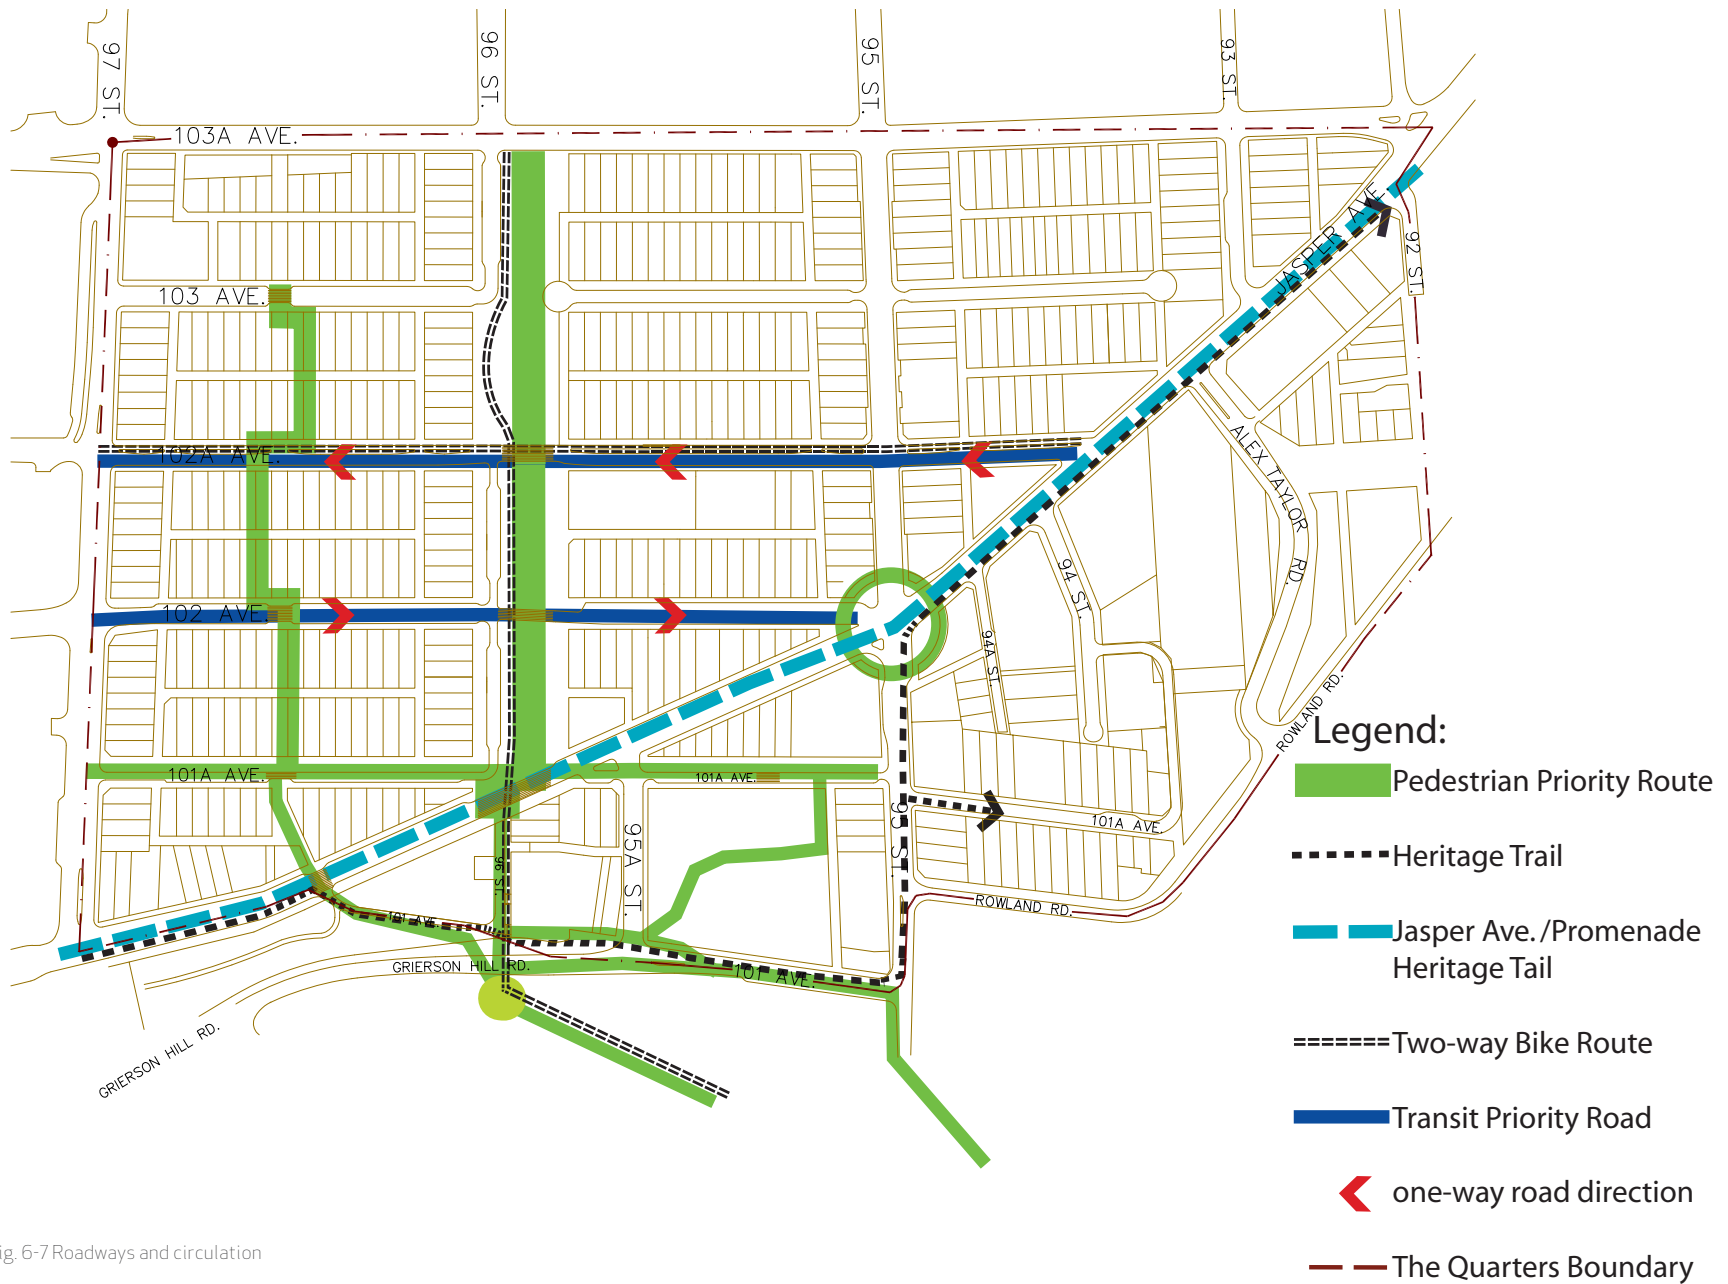 97 ST.
96 ST.
95 ST.
93 ST.
103A AVE.
JASPER AVE.
92 ST.
103 AVE.
102A AVE.
ALEX TAYLOR RD.
94 ST.
102 AVE.
94A ST.
ROWLAND RD.
Legend:
101A AVE.
101A AVE.
Pedestrian Priority Route
95 ST.
101A AVE.
96 ST.
95A ST.
Heritage Trail
101 AVE.
ROWLAND RD.
Jasper Ave./Promenade
Heritage Tail
GRIERSON HILL RD.
101 AVE.
GRIERSON HILL RD.
Two-way Bike Route
Transit Priority Road
one-way road direction
ig. 6-7 Roadways and circulation
The Quarters Boundary